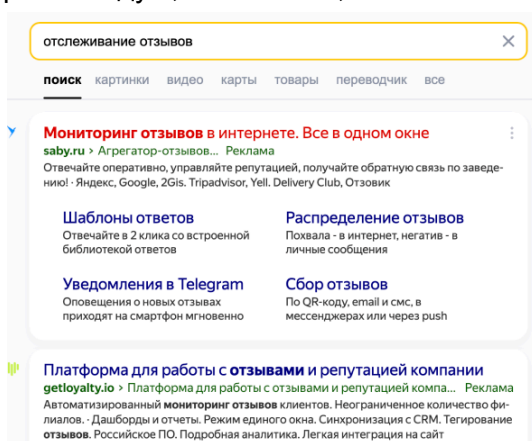 отслеживание отзывов
поиск картинки видео карты товары переводчик все
Мониторинг отзывов в интернете. Все в одном окне
saby.ru › Агрегатор-отзывов... Реклама
Отвечайте оперативно, управляйте репутацией, получайте обратную связь по заведе-
нию! · Яндекс, Google, 2Gis. Tripadvisor, Yell. Delivery Club, Отзовик
Шаблоны ответов Распределение отзывов
Отвечайте в 2 клика со встроенной Похвала - в интернет, негатив - в
библиотекой ответов личные сообщения
Уведомления в Telegram Сбор отзывов
Оповещения о новых отзывах По QR-коду, email и смс, в
приходят на смартфон мгновенно мессенджерах или через push
Платформа для работы с отзывами и репутацией компании
getloyalty.io › Платформа для работы с отзывами и репутацией компа... Реклама
Автоматизированный мониторинг отзывов клиентов. Неограниченное количество фи-
лиалов. · Дашборды и отчеты. Режим единого окна. Синхронизация с CRM. Тегирование
отзывов. Российское ПО. Подробная аналитика. Легкая интеграция на сайт